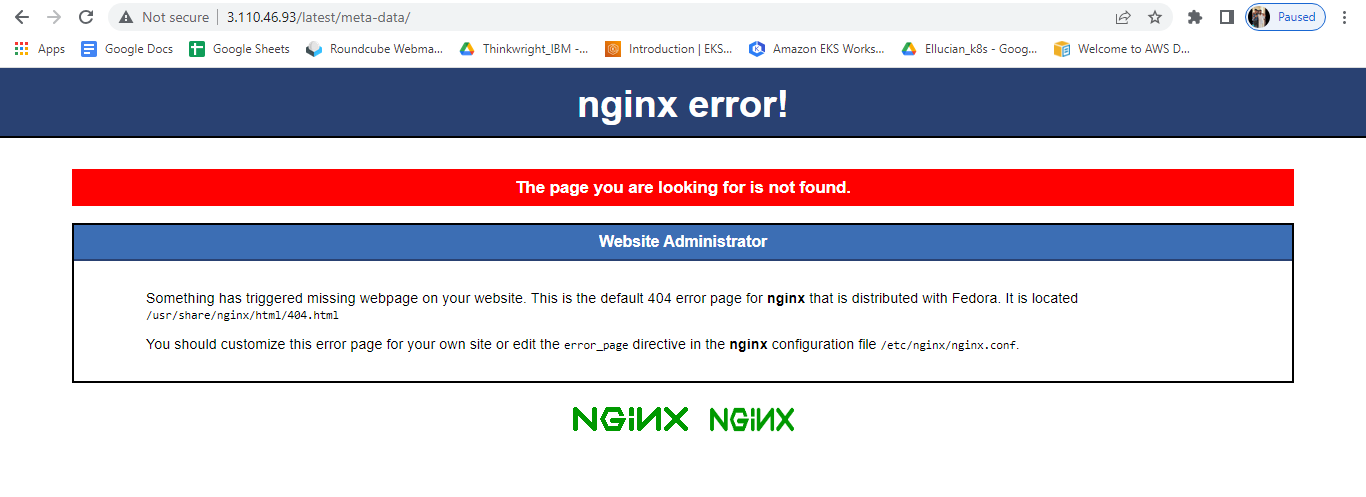 Not secure | 3.110.46.93/latest/meta-data/ Paused
Apps Google Docs Google Sheets Roundcube Webma... Thinkwright_IBM -... Introduction | EKS... Amazon EKS Works... Ellucian_k8s - Goog... Welcome to AWS D...
nginx error!
The page you are looking for is not found.
Website Administrator
Something has triggered missing webpage on your website. This is the default 404 error page for nginx that is distributed with Fedora. It is located
/usr/share/nginx/html/404.html
You should customize this error page for your own site or edit the error_page directive in the nginx configuration file /etc/nginx/nginx.conf.
NGINX NGINX